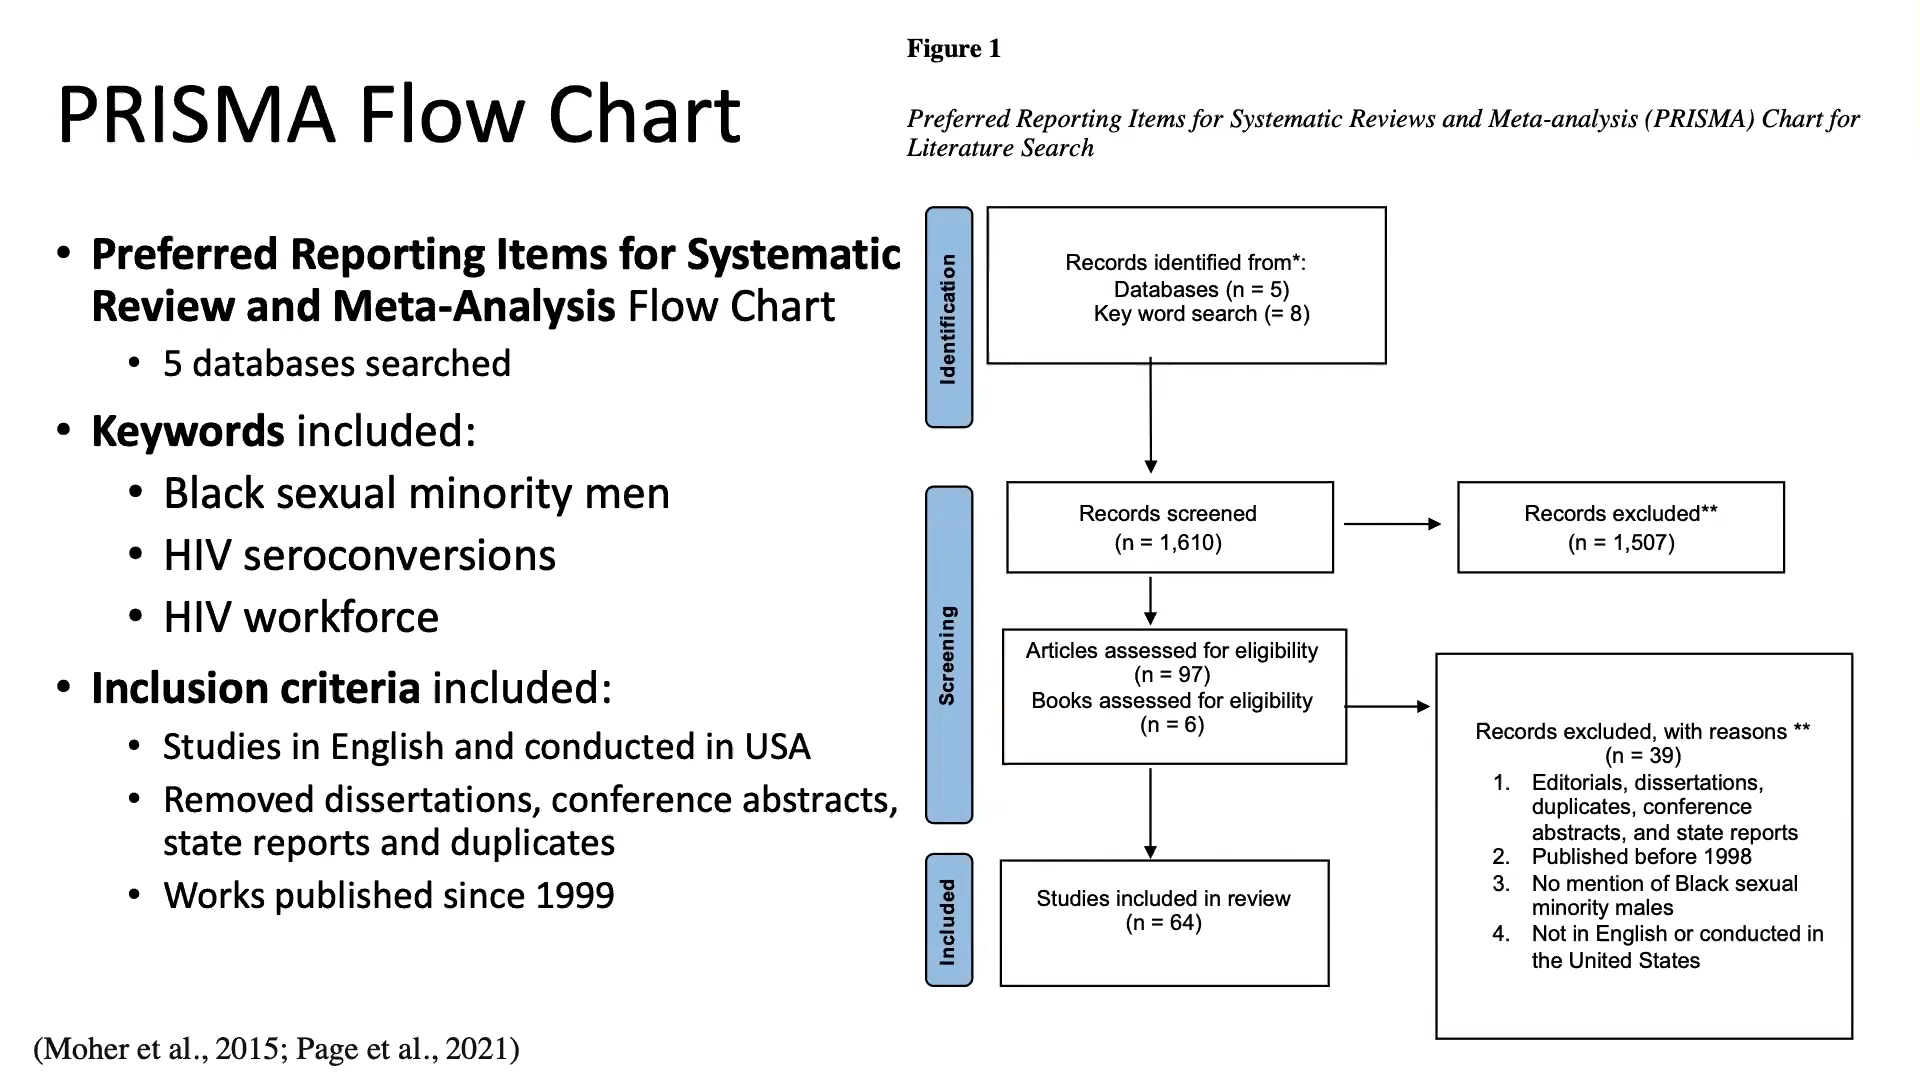 PRISMA Flow Chart
• Preferred Reporting Items for Systematic
Review and Meta-Analysis Flow Chart
• 5 databases searched
• Keywords included:
• Black sexual minority men
• HIV seroconversions
• HIV workforce
• Inclusion criteria included:
• Studies in English and conducted in USA
• Removed dissertations, conference abstracts,
state reports and duplicates
• Works published since 1999
(Moher et al., 2015; Page et al., 2021)
Figure 1
Preferred Reporting Items for Systematic Reviews and Meta-analysis (PRISMA) Chart for
Literature Search
Identification
Records identified from*:
Databases (n = 5)
Key word search (= 8)
Screening
Records screened
(n = 1,610)
Records excluded**
(n = 1,507)
Articles assessed for eligibility
(n = 97)
Books assessed for eligibility
(n = 6)
Records excluded, with reasons **
(n = 39)
1. Editorials, dissertations,
duplicates, conference
abstracts, and state reports
2. Published before 1998
3. No mention of Black sexual
minority males
4. Not in English or conducted in
the United States
Included
Studies included in review
(n = 64)